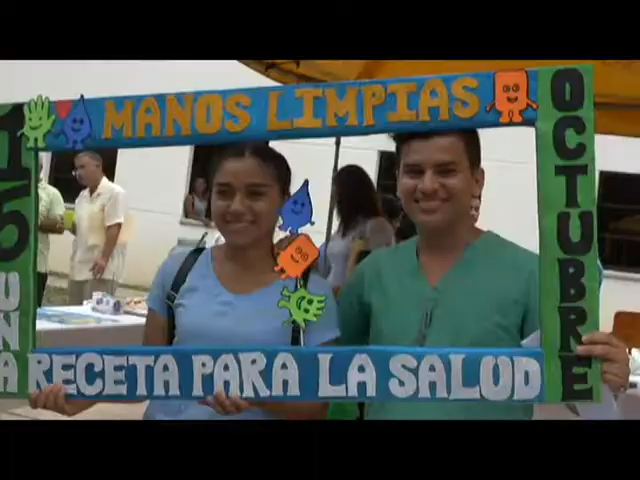 MANOS LIMPIAS
15
OCTUBRE
UNA
RECETA PARA LA SALUD